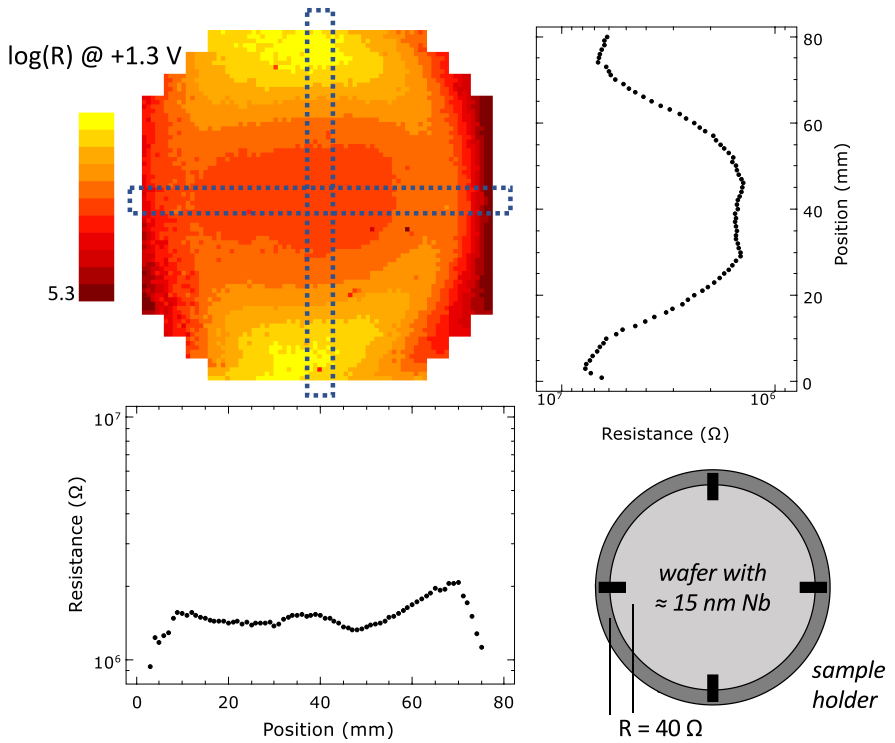 log(R) @ +1.3 V
5.3
80
60
40
20
0
Position (mm)
10⁷
10⁶
Resistance (Ω)
10⁷
10⁶
Resistance (Ω)
0
20
40
60
80
Position (mm)
wafer with
≈ 15 nm Nb
sample
holder
R = 40 Ω